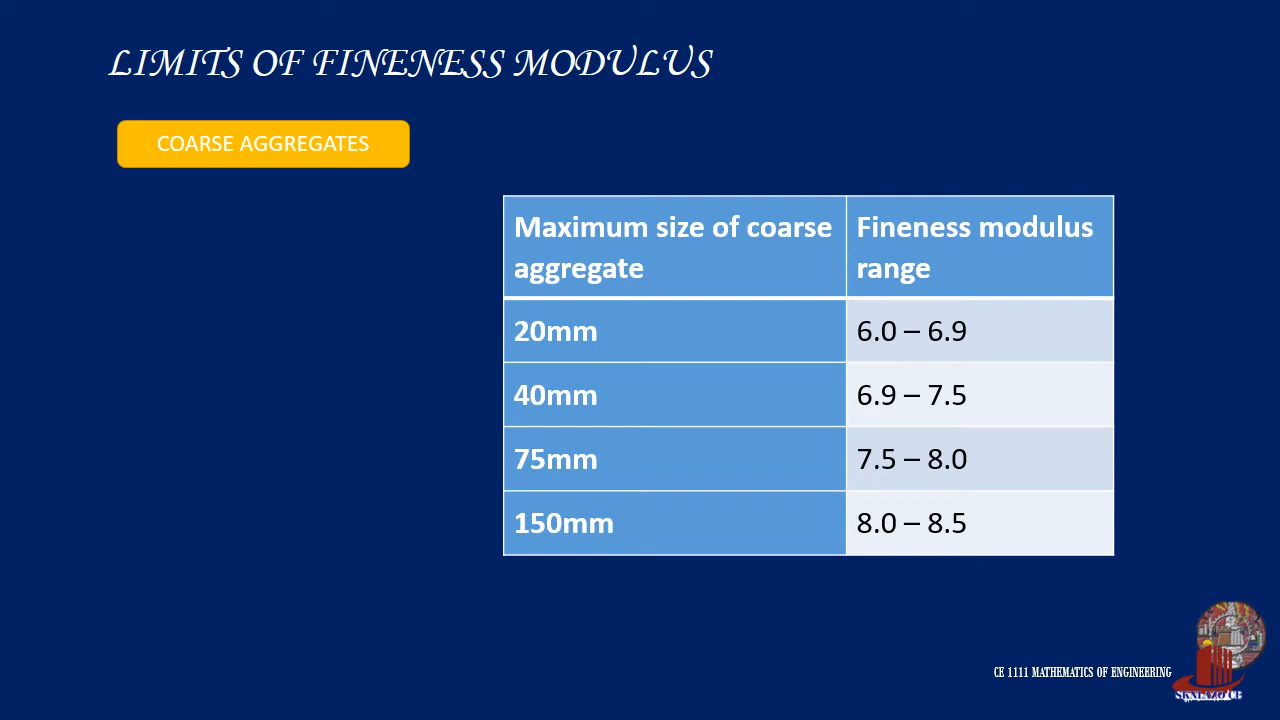 LIMITS OF FINENESS MODULUS
COARSE AGGREGATES
Maximum size of coarse aggregate
Fineness modulus range
20mm
6.0 – 6.9
40mm
6.9 – 7.5
75mm
7.5 – 8.0
150mm
8.0 – 8.5
CE 1111 MATHEMATICS OF ENGINEERING